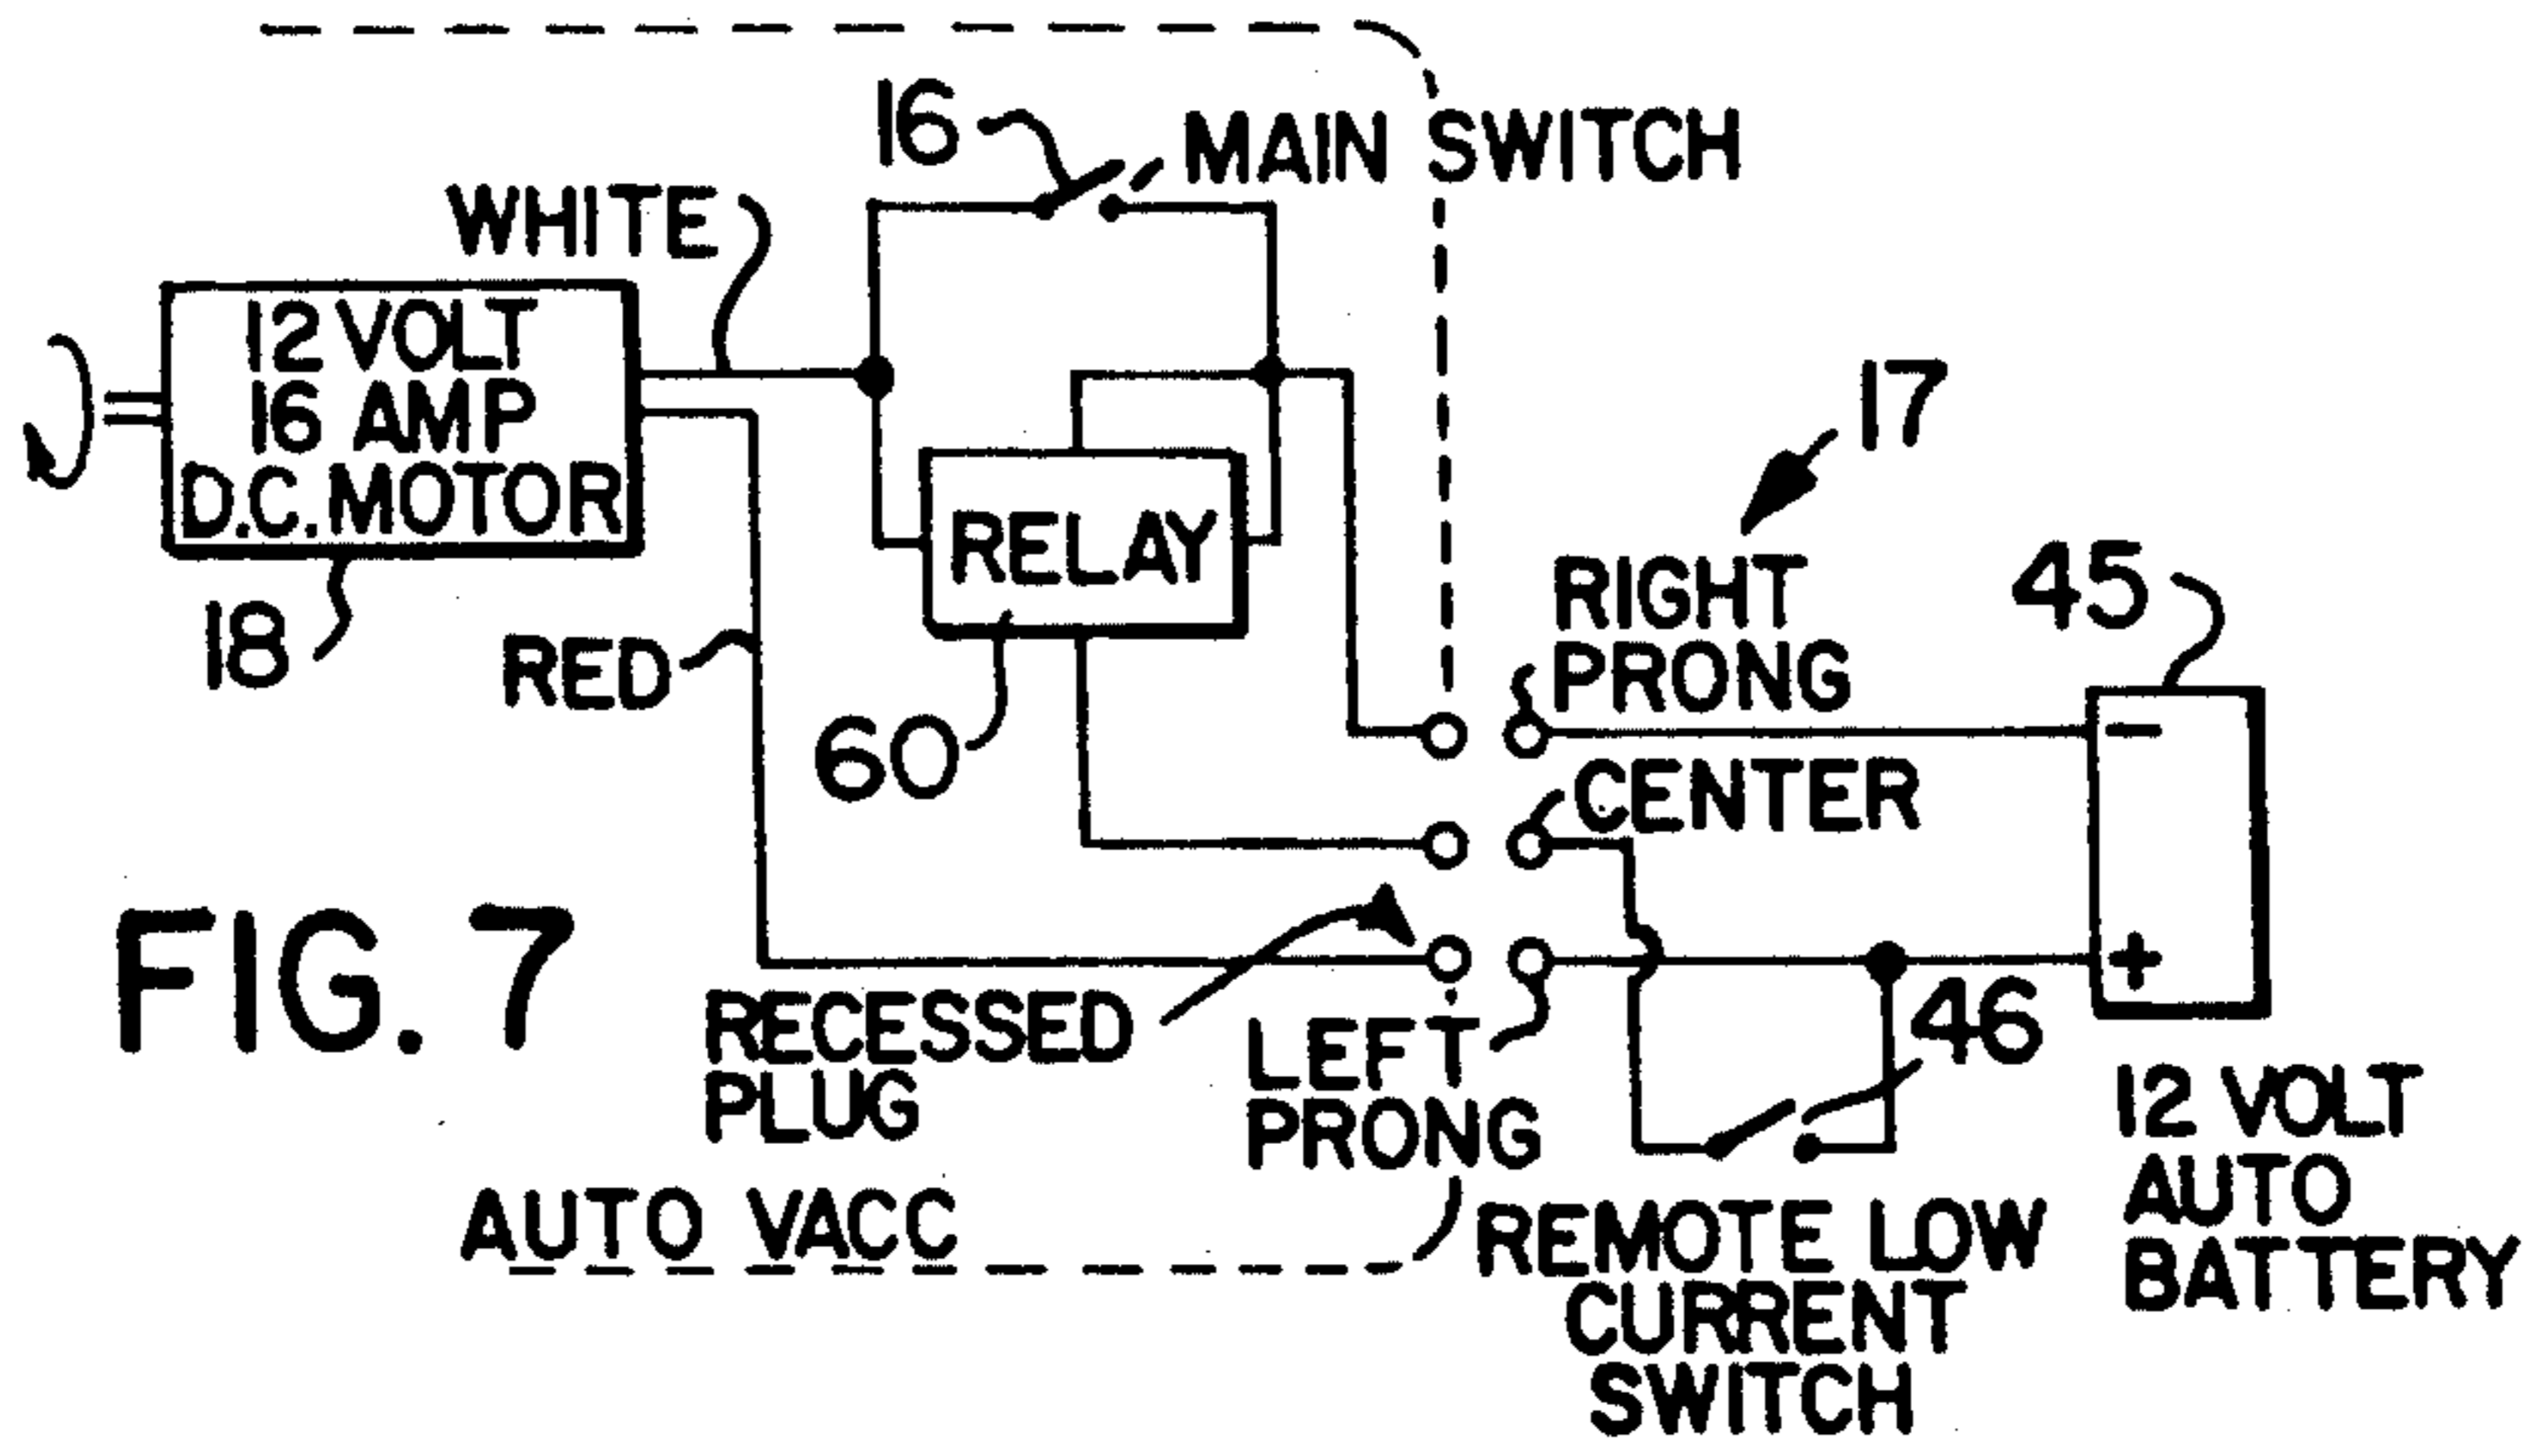 16
MAIN SWITCH
WHITE
12 VOLT
16 AMP
D.C. MOTOR
18
RED
RELAY
60
17
RIGHT
PRONG
45
CENTER
-
+
FIG. 7
RECESSED
PLUG
LEFT
PRONG
46
AUTO VACC
REMOTE LOW
CURRENT
SWITCH
12 VOLT
AUTO
BATTERY